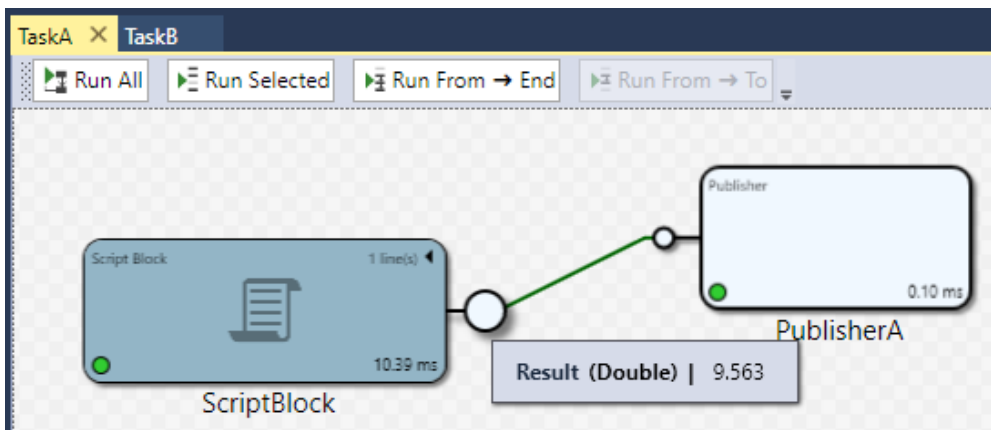 TaskA TaskB
Run All Run Selected Run From → End Run From → To
Publisher
0.10 ms
PublisherA
Script Block 1 line(s)
10.39 ms
ScriptBlock
Result (Double) | 9.563